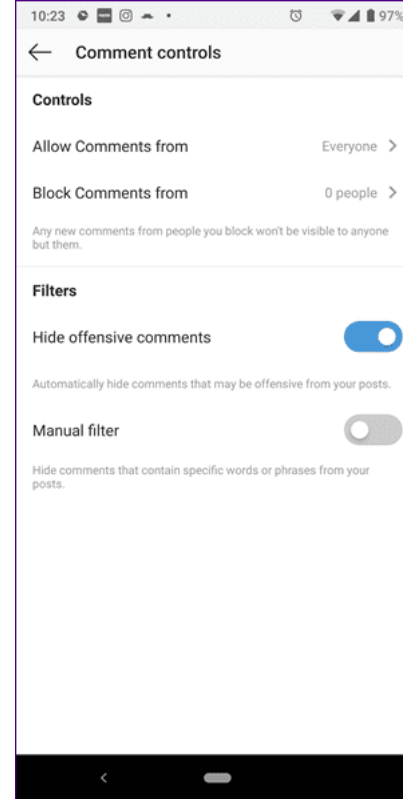 10:23 97%
Comment controls
Controls
Allow Comments from Everyone
Block Comments from 0 people
Any new comments from people you block won't be visible to anyone
but them.
Filters
Hide offensive comments
Automatically hide comments that may be offensive from your posts.
Manual filter
Hide comments that contain specific words or phrases from your
posts.